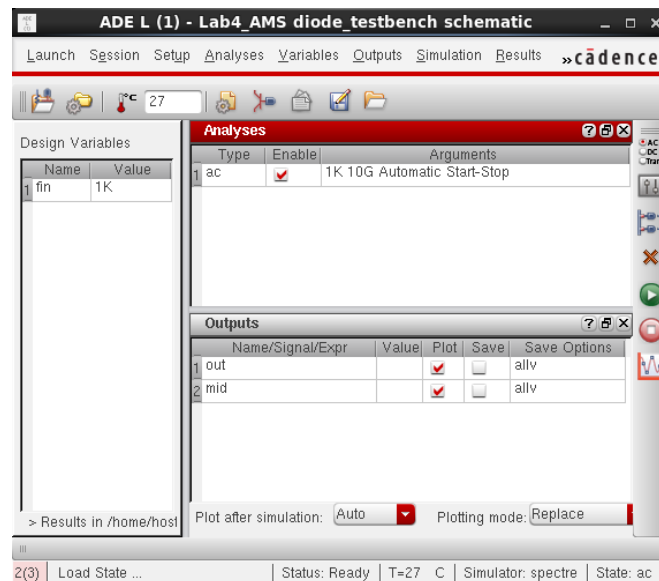 ADE L (1) - Lab4_AMS diode_testbench schematic
Launch Session Setup Analyses Variables Outputs Simulation Results »cādence
°C 27
Design Variables
Name Value
1 fin 1K
> Results in /home/host
Analyses
Type Enable Arguments
1 ac 1K 10G Automatic Start-Stop
Outputs
Name/Signal/Expr Value Plot Save Save Options
1 out allv
2 mid allv
Plot after simulation: Auto Plotting mode: Replace
AC
DC
Tran
2(3) Load State ... Status: Ready T=27 C Simulator: spectre State: ac